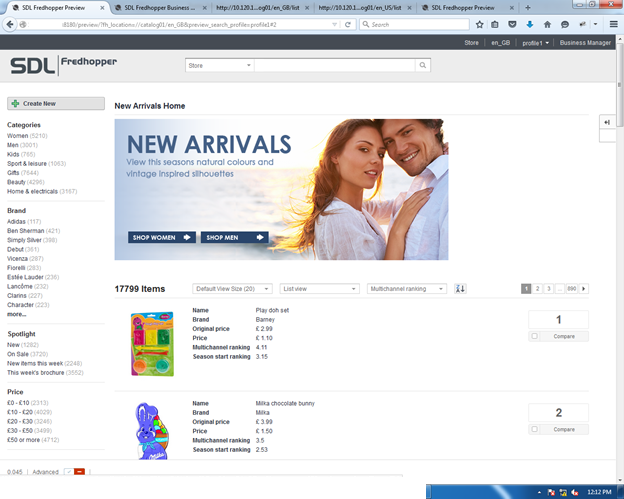 SDL Fredhopper Preview
SDL Fredhopper Business ...
http://10.120.1...og01/en_GB/list
http://10.120.1...og01/en_US/list
SDL Fredhopper Preview
:8180/preview/?fh_location=//catalog01/en_GB&preview_search_profile=profile1#2
Search
Store en_GB profile1 Business Manager
SDL Fredhopper
Store
Create New
New Arrivals Home
Categories
Women (5210)
Men (3001)
Kids (785)
Sport & leisure (1093)
Gifts (7644)
Beauty (4296)
Home & electricals (3167)
NEW ARRIVALS
View this seasons natural colours and
vintage inspired silhouettes
SHOP WOMEN
SHOP MEN
Brand
Adidas (117)
Ben Sherman (421)
Simply Silver (398)
Debut (361)
Vicenza (287)
Fiorelli (283)
Estée Lauder (236)
Lancôme (232)
Clarins (227)
Character (223)
more...
17799 Items
Default View Size (20)
List view
Multichannel ranking
1 2 3 ... 890
Name Play doh set
Brand Barney
Original price £ 2.99
Price £ 1.10
Multichannel ranking 4.11
Season start ranking 3.15
1
Compare
Spotlight
New (1282)
On Sale (3720)
New items this week (2248)
This week's brochure (3552)
Price
£0 - £10 (2313)
£10 - £20 (4029)
£20 - £30 (3246)
£30 - £50 (3499)
£50 or more (4712)
Name Milka chocolate bunny
Brand Milka
Original price £ 3.99
Price £ 1.50
Multichannel ranking 3.5
Season start ranking 2.53
2
Compare
0.045 Advanced
12:12 PM